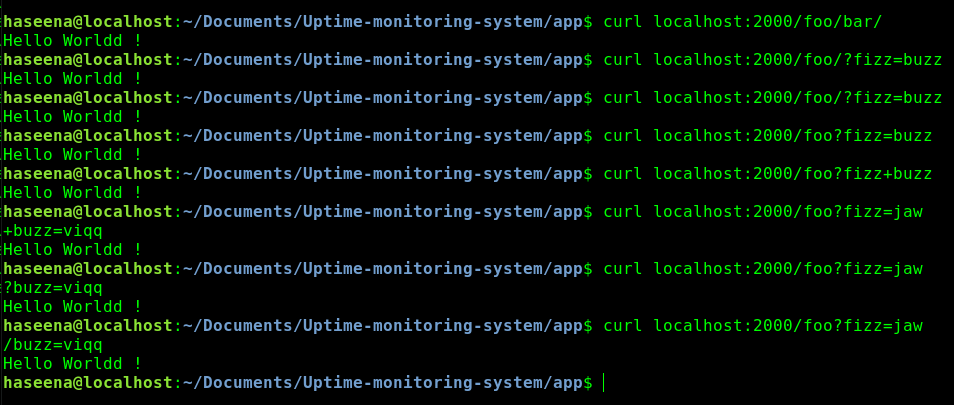 haseena@localhost:~/Documents/Uptime-monitoring-system/app$ curl localhost:2000/foo/bar/
Hello Worldd !
haseena@localhost:~/Documents/Uptime-monitoring-system/app$ curl localhost:2000/foo/?fizz=buzz
Hello Worldd !
haseena@localhost:~/Documents/Uptime-monitoring-system/app$ curl localhost:2000/foo/?fizz=buzz
Hello Worldd !
haseena@localhost:~/Documents/Uptime-monitoring-system/app$ curl localhost:2000/foo?fizz=buzz
Hello Worldd !
haseena@localhost:~/Documents/Uptime-monitoring-system/app$ curl localhost:2000/foo?fizz+buzz
Hello Worldd !
haseena@localhost:~/Documents/Uptime-monitoring-system/app$ curl localhost:2000/foo?fizz=jaw
+buzz=viqq
Hello Worldd !
haseena@localhost:~/Documents/Uptime-monitoring-system/app$ curl localhost:2000/foo?fizz=jaw
?buzz=viqq
Hello Worldd !
haseena@localhost:~/Documents/Uptime-monitoring-system/app$ curl localhost:2000/foo?fizz=jaw
/buzz=viqq
Hello Worldd !
haseena@localhost:~/Documents/Uptime-monitoring-system/app$